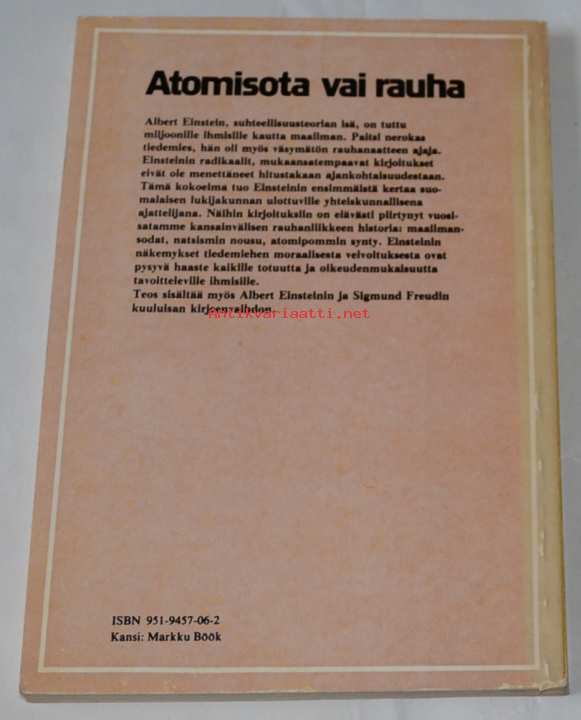 Atomisota vai rauha
Albert Einstein, suhteellisuusteorian isä, on tuttu
miljoonille ihmisille kautta maailman. Paitsi nerokas
tiedemies, hän oli myös väsymätön rauhanaatteen ajaja.
Einsteinin radikaalit, mukaansatempaavat kirjoitukset
eivät ole menettäneet hitustakaan ajankohtaisuudestaan.
Tämä kokoelma tuo Einsteinin ensimmäistä kertaa suo-
malaisen lukijakunnan ulottuville yhteiskunnallisena
ajattelijana. Näihin kirjoituksiin on elävästi piirtynyt vuosi-
satamme kansainvälisen rauhanliikkeen historia: maailman-
sodat, natsismin nousu, atomipommin synty. Einsteinin
näkemykset tiedemiehen moraalisesta velvoituksesta ovat
pysyvä haaste kaikille totuutta ja oikeudenmukaisuutta
tavoitteleville ihmisille.
Teos sisältää myös Albert Einsteinin ja Sigmund Freudin
kuuluisan kirjeenvaihdon.
Antikvariaatti.net
ISBN 951-9457-06-2
Kansi: Markku Böök